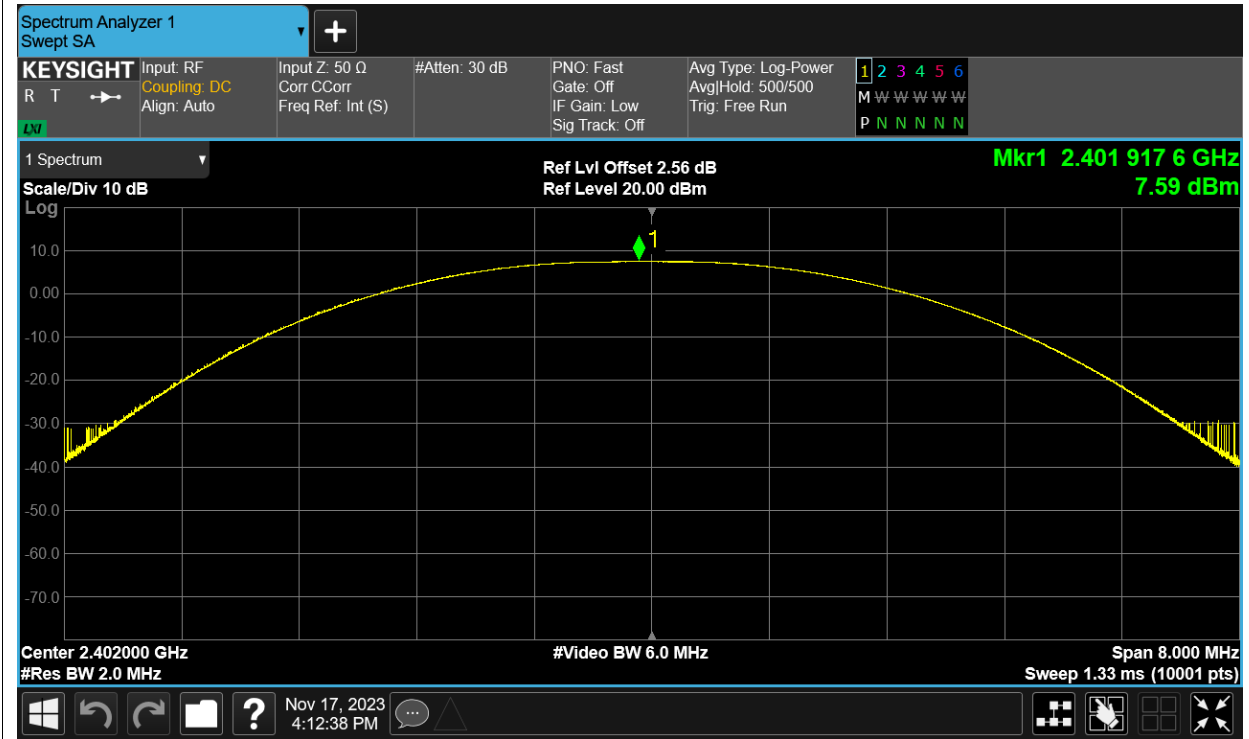 Spectrum Analyzer 1
Swept SA
KEYSIGHT
R T
LXI
Input: RF
Coupling: DC
Align: Auto
Input Z: 50 Ω
Corr CCorr
Freq Ref: Int (S)
#Atten: 30 dB
PNO: Fast
Gate: Off
IF Gain: Low
Sig Track: Off
Avg Type: Log-Power
Avg|Hold: 500/500
Trig: Free Run
1 2 3 4 5 6
M W W W W W
P N N N N N
1 Spectrum
Scale/Div 10 dB
Log
Ref Lvl Offset 2.56 dB
Ref Level 20.00 dBm
Mkr1 2.401 917 6 GHz
7.59 dBm
1
10.0
0.00
-10.0
-20.0
-30.0
-40.0
-50.0
-60.0
-70.0
Center 2.402000 GHz
#Res BW 2.0 MHz
#Video BW 6.0 MHz
Span 8.000 MHz
Sweep 1.33 ms (10001 pts)
?
Nov 17, 2023
4:12:38 PM